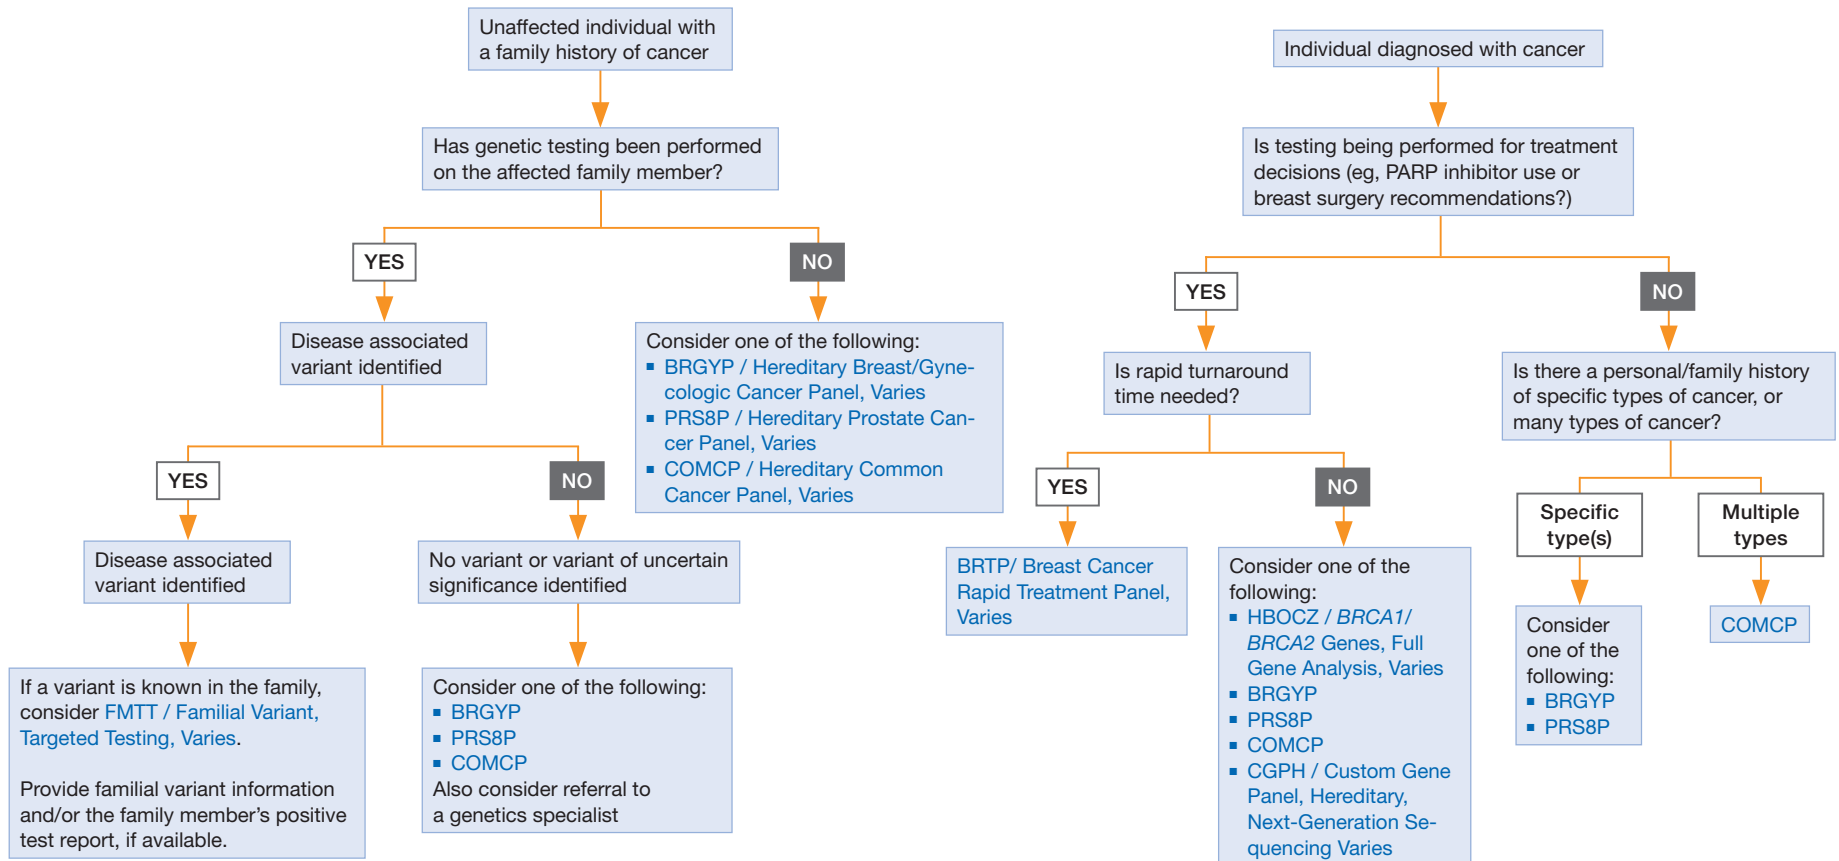 Unaffected individual with
a family history of cancer
Has genetic testing been performed
on the affected family member?
YES
NO
Disease associated
variant identified
Consider one of the following:
▪ BRGYP / Hereditary Breast/Gyne-
cologic Cancer Panel, Varies
▪ PRS8P / Hereditary Prostate Can-
cer Panel, Varies
▪ COMCP / Hereditary Common
Cancer Panel, Varies
YES
NO
Disease associated
variant identified
No variant or variant of uncertain
significance identified
If a variant is known in the family,
consider FMTT / Familial Variant,
Targeted Testing, Varies.
Provide familial variant information
and/or the family member’s positive
test report, if available.
Consider one of the following:
▪ BRGYP
▪ PRS8P
▪ COMCP
Also consider referral to
a genetics specialist
Individual diagnosed with cancer
Is testing being performed for treatment
decisions (eg, PARP inhibitor use or
breast surgery recommendations?)
YES
NO
Is rapid turnaround
time needed?
Is there a personal/family history
of specific types of cancer, or
many types of cancer?
YES
NO
BRTP/ Breast Cancer
Rapid Treatment Panel,
Varies
Consider one of the
following:
▪ HBOCZ / BRCA1/
BRCA2 Genes, Full
Gene Analysis, Varies
▪ BRGYP
▪ PRS8P
▪ COMCP
▪ CGPH / Custom Gene
Panel, Hereditary,
Next-Generation Se-
quencing Varies
Specific
type(s)
Multiple
types
Consider
one of the
following:
▪ BRGYP
▪ PRS8P
COMCP